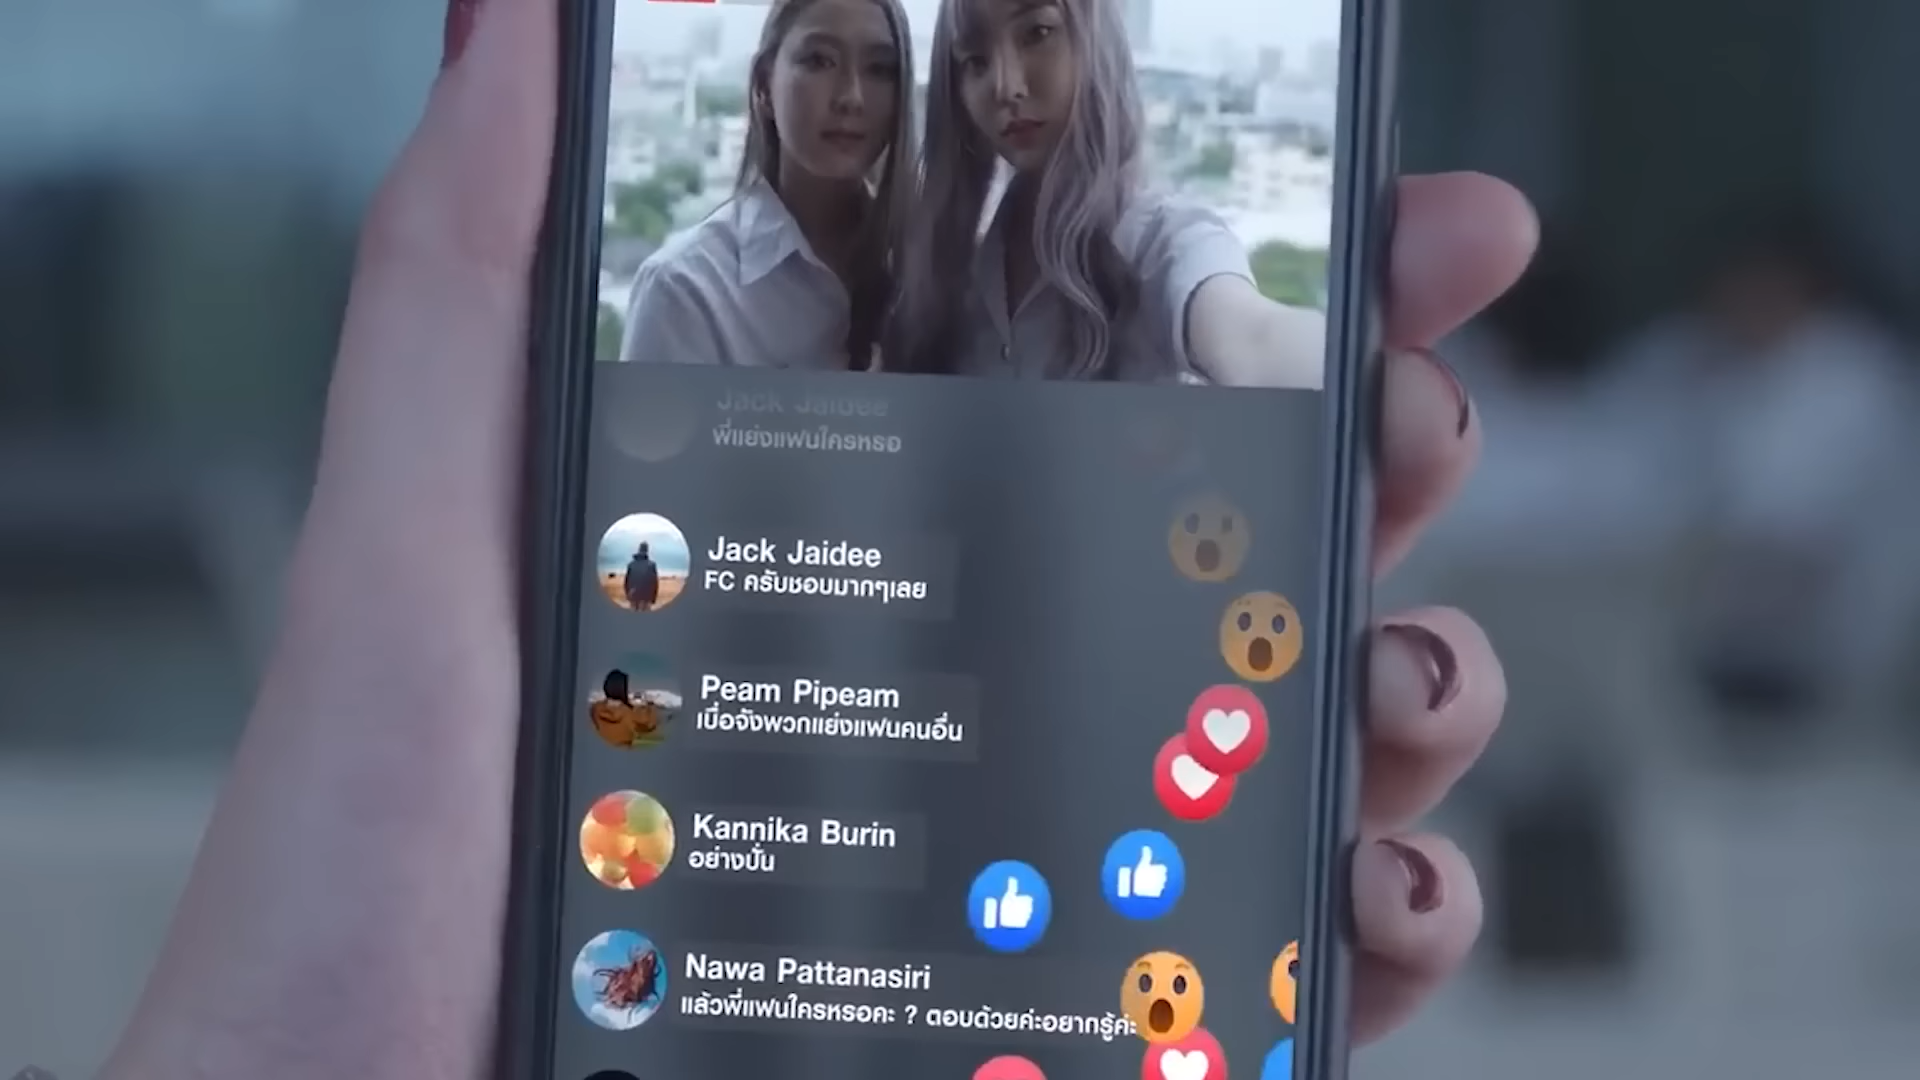 Jack Jaidee
พี่แย่งแฟนใครหรอ
Jack Jaidee
FC ครับชอบมากๆเลย
Peam Pipeam
เบื่อจังพวกแย่งแฟนคนอื่น
Kannika Burin
อย่างปั่น
Nawa Pattanasiri
แล้วพี่แฟนใครหรอคะ ? ตอบด้วยค่ะอยากรู้ค่ะ